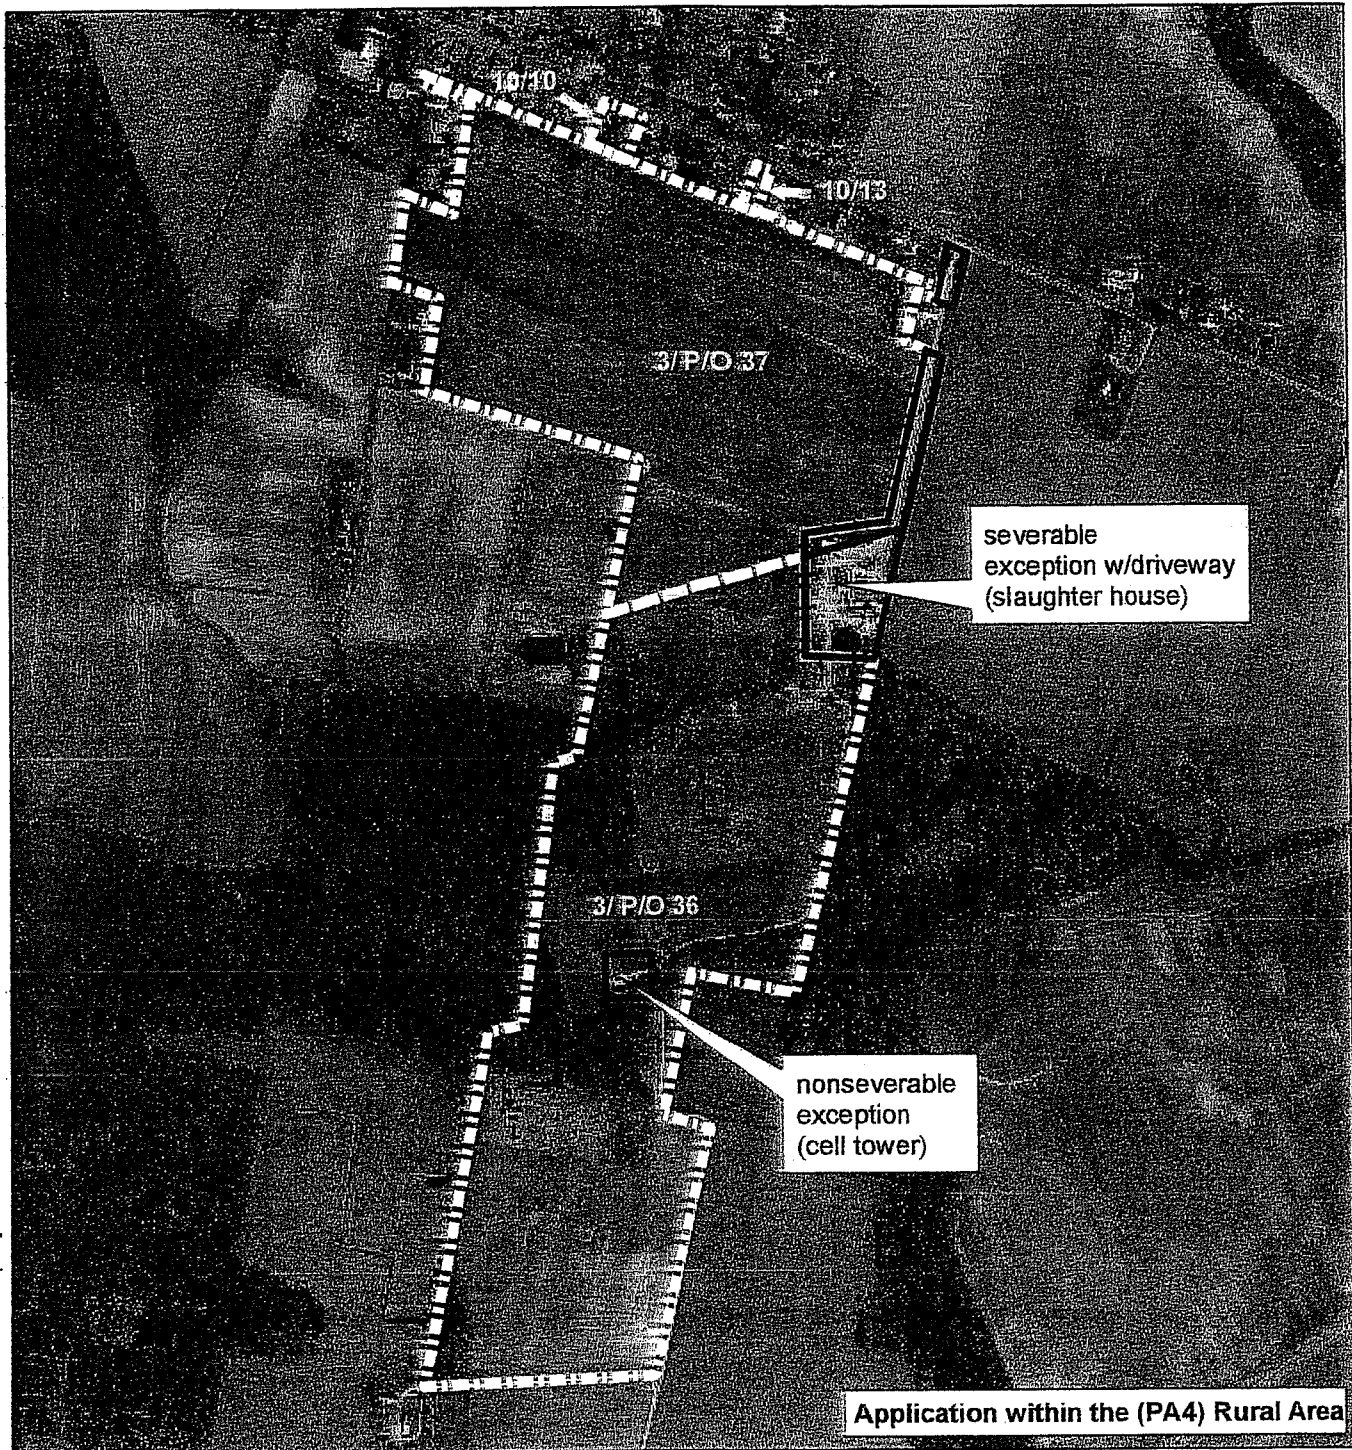 10/10
10/13
3/ P/O 37
severable
exception w/driveway
(slaughter house)
3/ P/O 36
nonseverable
exception
(cell tower)
Application within the (PA4) Rural Area